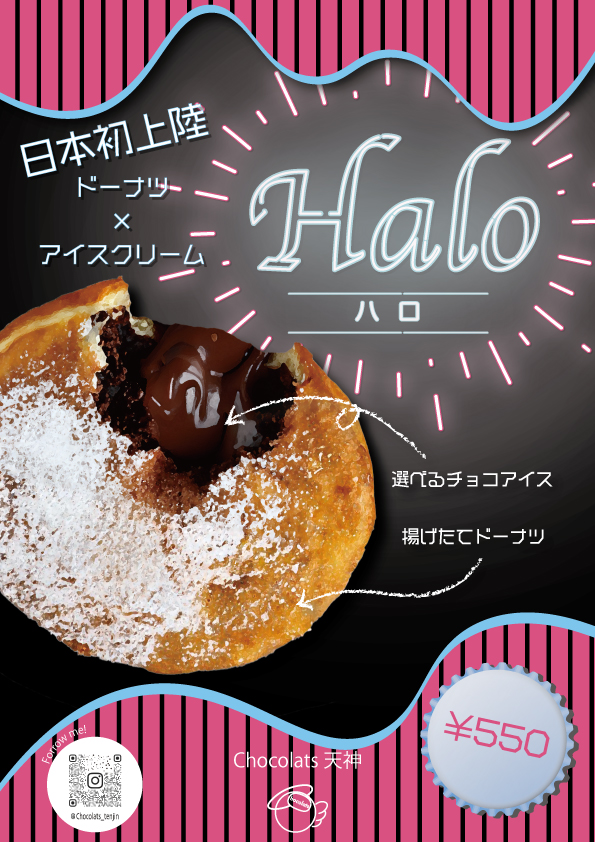 日本初上陸
ドーナツ
×
アイスクリーム
Halo
ハロ
選べるチョコアイス
揚げたてドーナツ
¥550
Forrow me!
@Chocolats_tenjin
Chocolats 天神
Chocolats